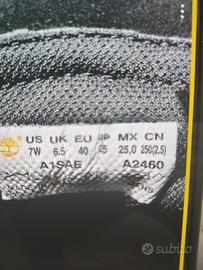 US UK EU JP MX CN
7W 6.5 40 25 25,0 250(2.5)
A1SAE A2460
subito